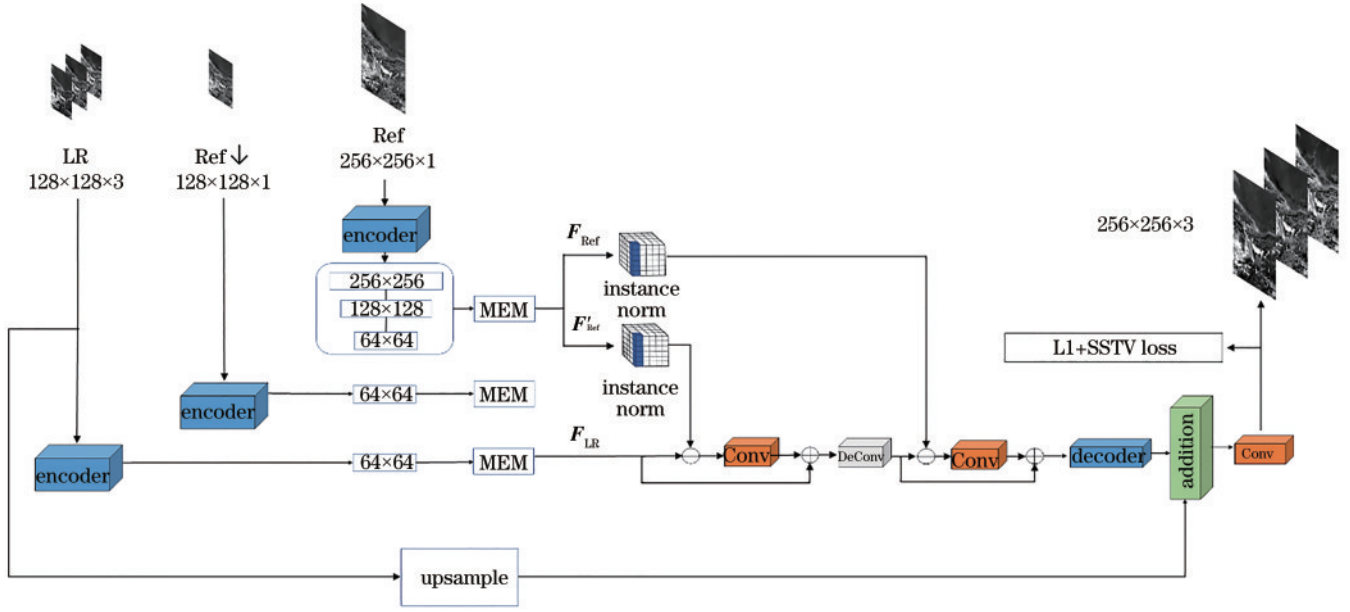 LR
128×128×3
Ref ↓
128×128×1
Ref
256×256×1
encoder
256×256
128×128
64×64
MEM
F_Ref
instance
norm
F'_Ref
instance
norm
256×256×3
L1+SSTV loss
encoder
64×64
MEM
encoder
64×64
MEM
F_LR
Conv
DeConv
Conv
decoder
addition
Conv
upsample